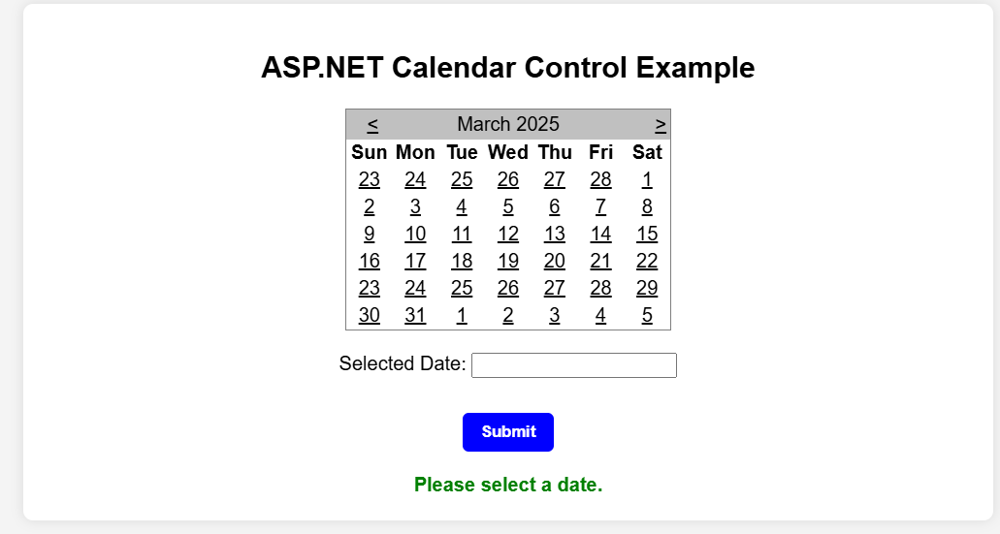 ASP.NET Calendar Control Example
< March 2025 >
Sun Mon Tue Wed Thu Fri Sat
23 24 25 26 27 28 1
2 3 4 5 6 7 8
9 10 11 12 13 14 15
16 17 18 19 20 21 22
23 24 25 26 27 28 29
30 31 1 2 3 4 5
Selected Date:
Submit
Please select a date.